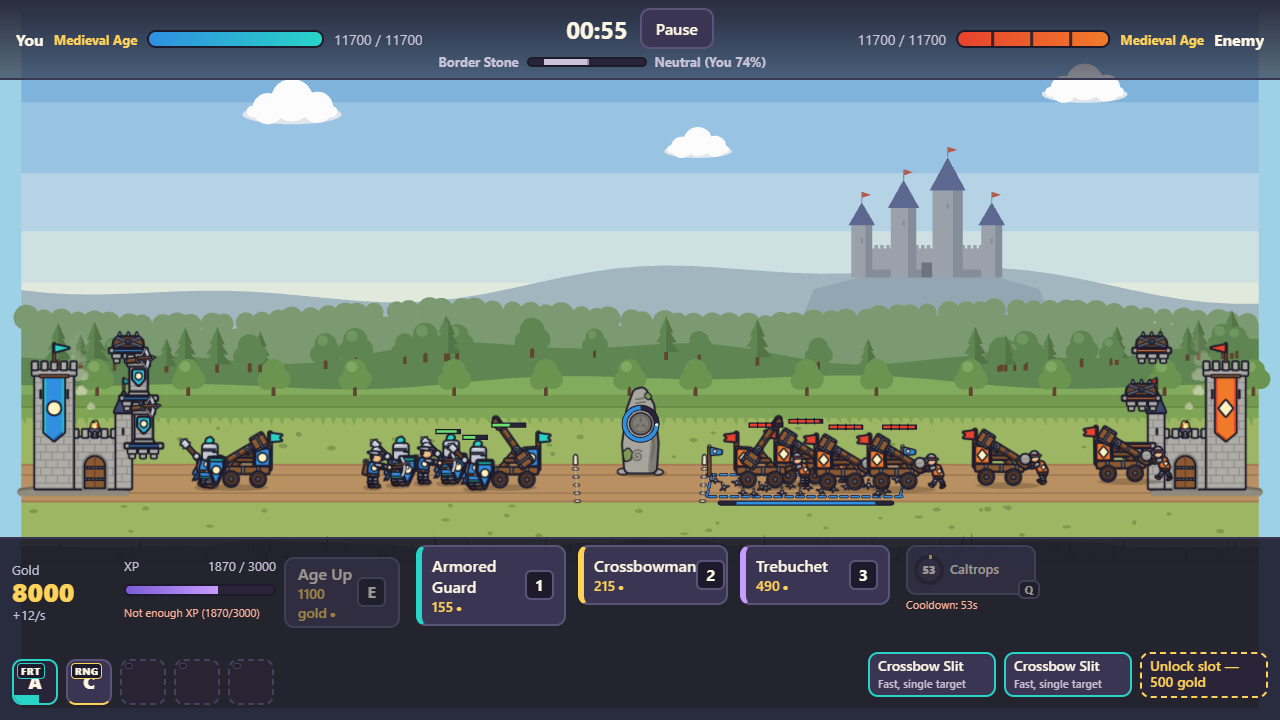 You Medieval Age 11700 / 11700
00:55
Pause
11700 / 11700 Medieval Age Enemy
Border Stone Neutral (You 74%)
Gold
8000
+12/s
XP 1870 / 3000
Not enough XP (1870/3000)
Age Up
1100
gold •
E
Armored
Guard
155 •
1
Crossbowman
215 •
2
Trebuchet
490 •
3
53
Caltrops
Q
Cooldown: 53s
FRT
A
RNG
C
Crossbow Slit
Fast, single target
Crossbow Slit
Fast, single target
Unlock slot —
500 gold